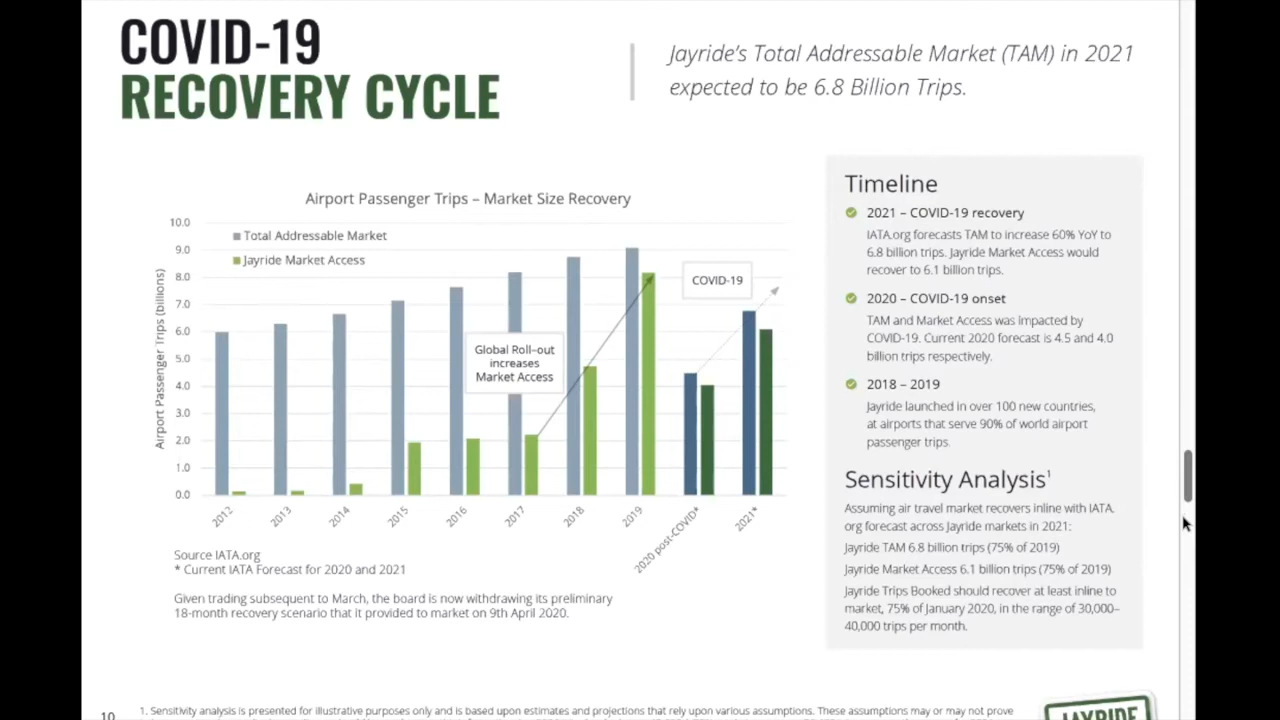 COVID-19
RECOVERY CYCLE
Jayride's Total Addressable Market (TAM) in 2021
expected to be 6.8 Billion Trips.
Airport Passenger Trips – Market Size Recovery
Airport Passenger Trips (billions)
10.0
9.0
8.0
7.0
6.0
5.0
4.0
3.0
2.0
1.0
0.0
Total Addressable Market
Jayride Market Access
Global Roll-out
increases
Market Access
COVID-19
2012
2013
2014
2015
2016
2017
2018
2019
2020 post-COVID*
2021*
Source IATA.org
* Current IATA Forecast for 2020 and 2021
Given trading subsequent to March, the board is now withdrawing its preliminary
18-month recovery scenario that it provided to market on 9th April 2020.
Timeline
2021 – COVID-19 recovery
IATA.org forecasts TAM to increase 60% YoY to
6.8 billion trips. Jayride Market Access would
recover to 6.1 billion trips.
2020 – COVID-19 onset
TAM and Market Access was impacted by
COVID-19. Current 2020 forecast is 4.5 and 4.0
billion trips respectively.
2018 – 2019
Jayride launched in over 100 new countries,
at airports that serve 90% of world airport
passenger trips.
Sensitivity Analysis¹
Assuming air travel market recovers inline with IATA.
org forecast across Jayride markets in 2021:
Jayride TAM 6.8 billion trips (75% of 2019)
Jayride Market Access 6.1 billion trips (75% of 2019)
Jayride Trips Booked should recover at least inline to
market, 75% of January 2020, in the range of 30,000–
40,000 trips per month.
10
1. Sensitivity analysis is presented for illustrative purposes only and is based upon estimates and projections that rely upon various assumptions. These assumptions may or may not prove
JAYRIDE